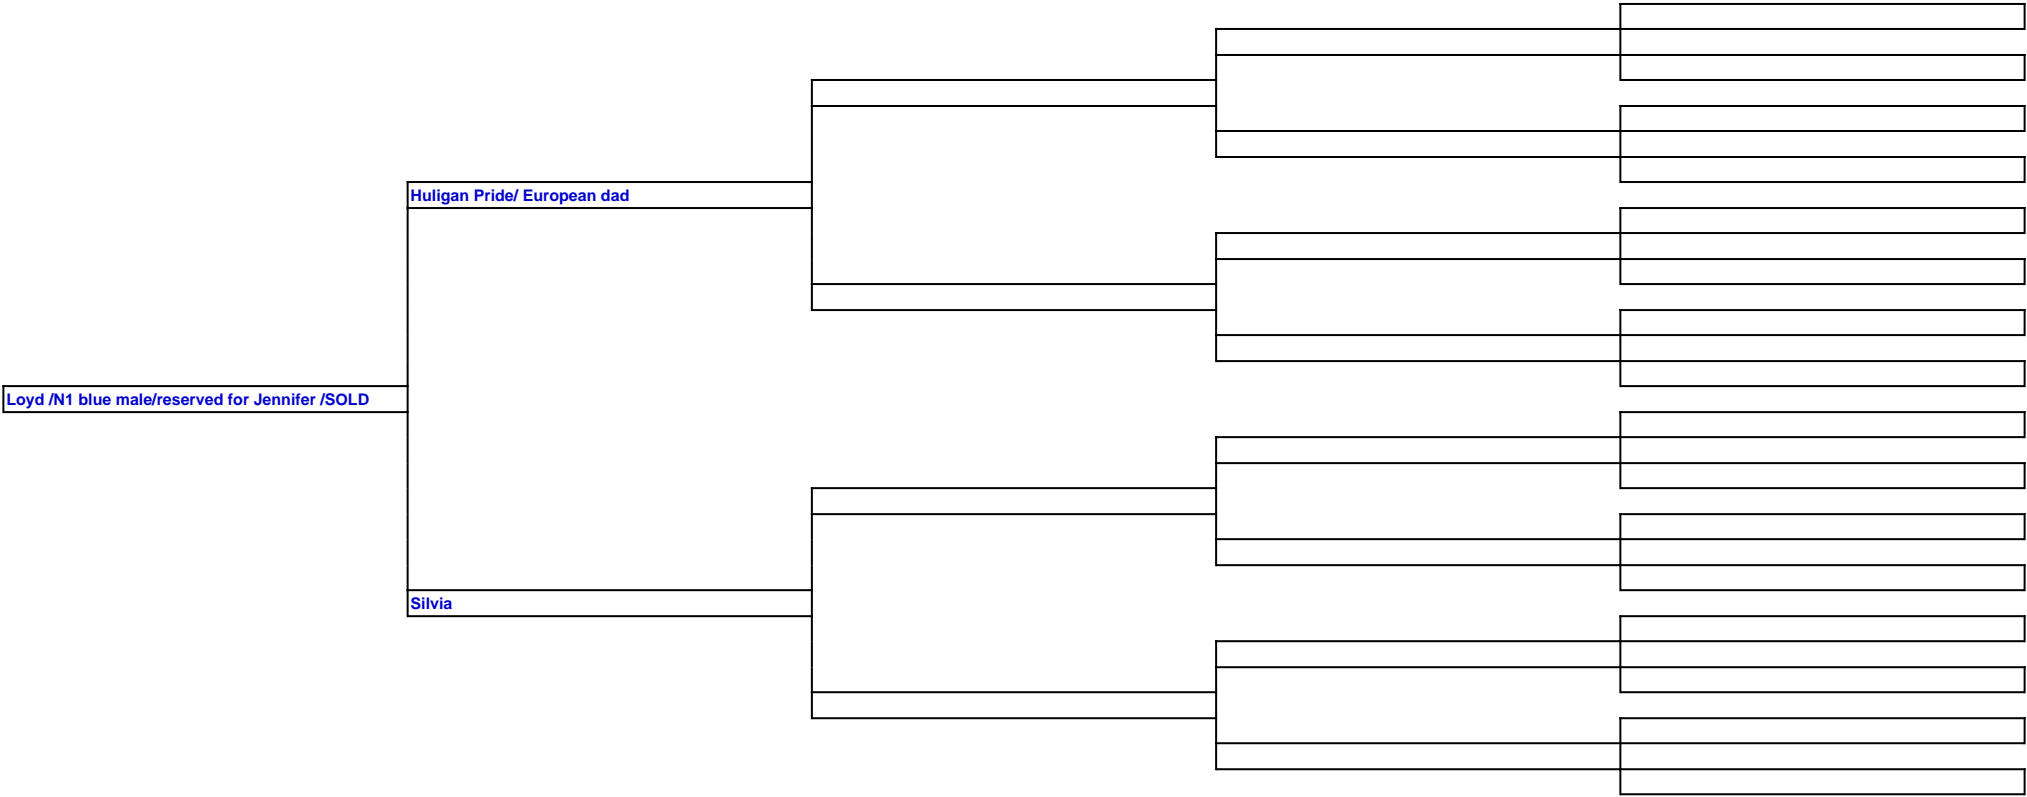 Huligan Pride/ European dad
Loyd /N1 blue male/reserved for Jennifer /SOLD
Silvia